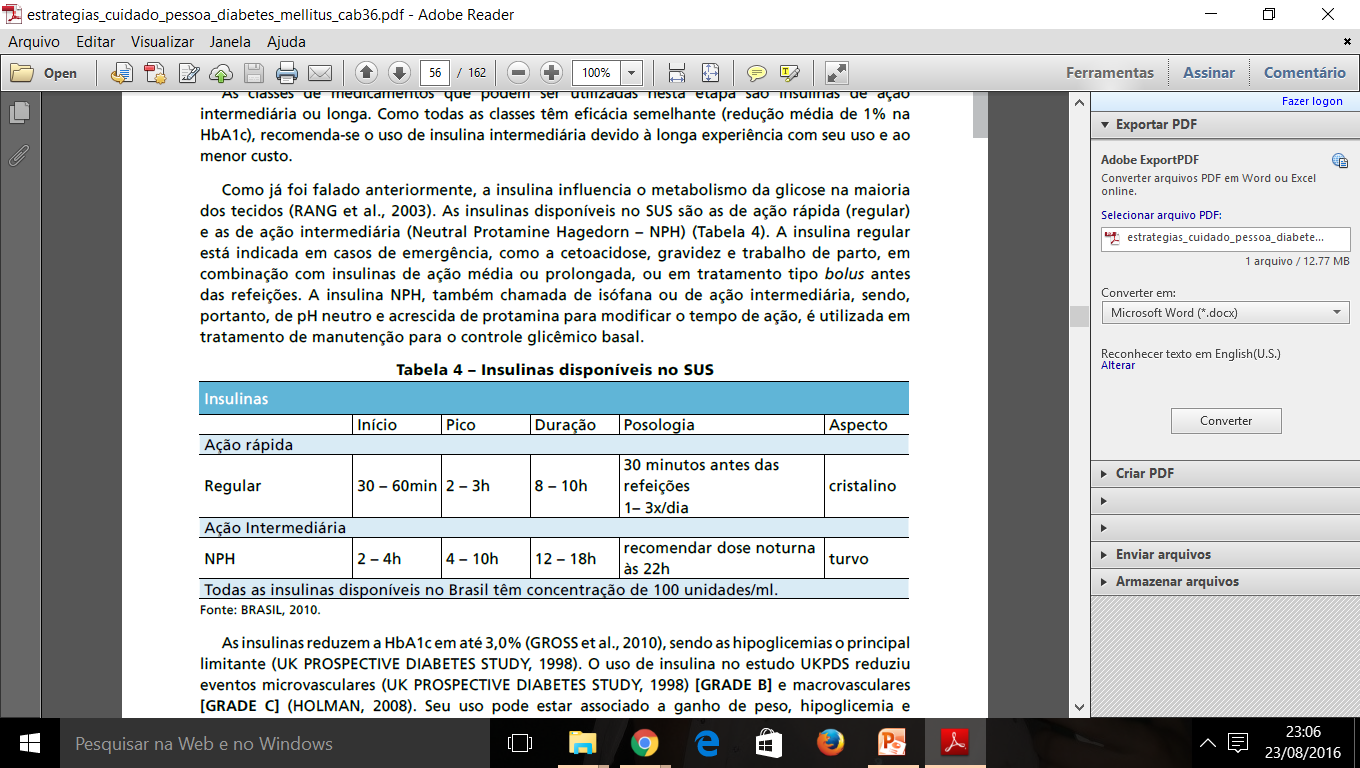 estrategias_cuidado_pessoa_diabetes_mellitus_cab36.pdf - Adobe Reader
Arquivo Editar Visualizar Janela Ajuda
Open 56 / 162 100% Ferramentas Assinar Comentário
As classes de medicamentos que podem ser utilizadas nesta etapa são insulinas de ação
intermediária ou longa. Como todas as classes têm eficácia semelhante (redução média de 1% na
HbA1c), recomenda-se o uso de insulina intermediária devido à longa experiência com seu uso e ao
menor custo.
Como já foi falado anteriormente, a insulina influencia o metabolismo da glicose na maioria
dos tecidos (RANG et al., 2003). As insulinas disponíveis no SUS são as de ação rápida (regular)
e as de ação intermediária (Neutral Protamine Hagedorn – NPH) (Tabela 4). A insulina regular
está indicada em casos de emergência, como a cetoacidose, gravidez e trabalho de parto, em
combinação com insulinas de ação média ou prolongada, ou em tratamento tipo bolus antes
das refeições. A insulina NPH, também chamada de isófana ou de ação intermediária, sendo,
portanto, de pH neutro e acrescida de protamina para modificar o tempo de ação, é utilizada em
tratamento de manutenção para o controle glicêmico basal.
Tabela 4 – Insulinas disponíveis no SUS
Insulinas
Início Pico Duração Posologia Aspecto
Ação rápida
Regular 30 – 60min 2 – 3h 8 – 10h 30 minutos antes das
refeições
1– 3x/dia cristalino
Ação Intermediária
NPH 2 – 4h 4 – 10h 12 – 18h recomendar dose noturna
às 22h turvo
Todas as insulinas disponíveis no Brasil têm concentração de 100 unidades/ml.
Fonte: BRASIL, 2010.
As insulinas reduzem a HbA1c em até 3,0% (GROSS et al., 2010), sendo as hipoglicemias o principal
limitante (UK PROSPECTIVE DIABETES STUDY, 1998). O uso de insulina no estudo UKPDS reduziu
eventos microvasculares (UK PROSPECTIVE DIABETES STUDY, 1998) [GRADE B] e macrovasculares
[GRADE C] (HOLMAN, 2008). Seu uso pode estar associado a ganho de peso, hipoglicemia e
Fazer logon
Exportar PDF
Adobe ExportPDF
Converter arquivos PDF em Word ou Excel
online.
Selecionar arquivo PDF:
estrategias_cuidado_pessoa_diabete...
1 arquivo / 12.77 MB
Converter em:
Microsoft Word (*.docx)
Reconhecer texto em English(U.S.)
Alterar
Converter
Criar PDF
Enviar arquivos
Armazenar arquivos
Pesquisar na Web e no Windows
23:06
23/08/2016